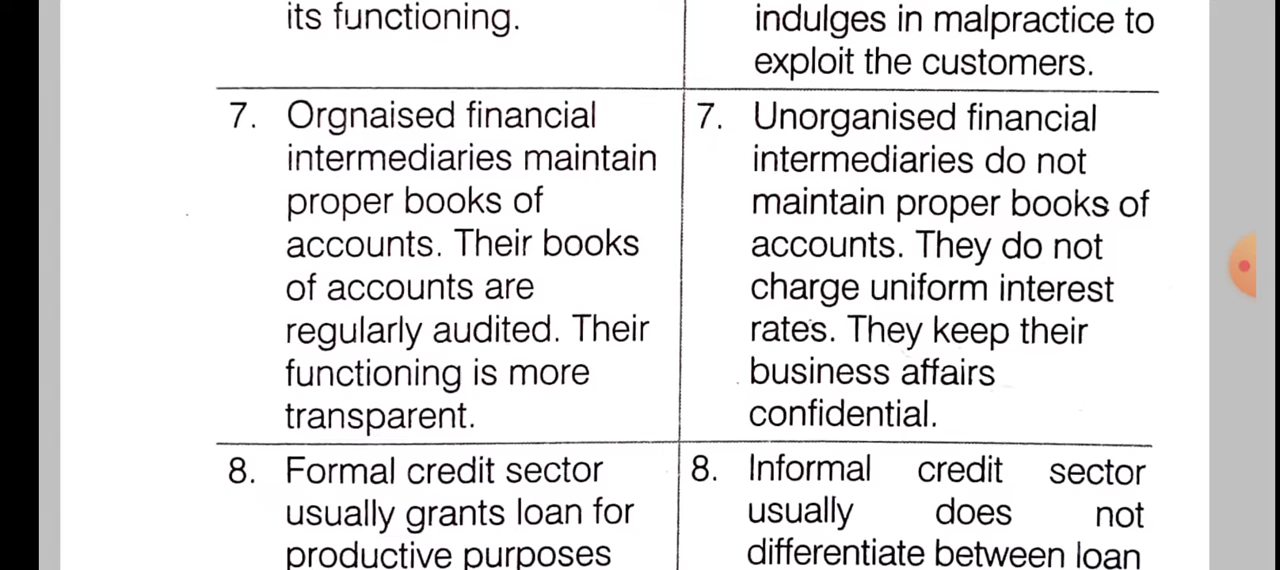 its functioning.
indulges in malpractice to
exploit the customers.
7. Orgnaised financial
intermediaries maintain
proper books of
accounts. Their books
of accounts are
regularly audited. Their
functioning is more
transparent.
7. Unorganised financial
intermediaries do not
maintain proper books of
accounts. They do not
charge uniform interest
rates. They keep their
business affairs
confidential.
8. Formal credit sector
usually grants loan for
productive purposes
8. Informal credit sector
usually does not
differentiate between loan